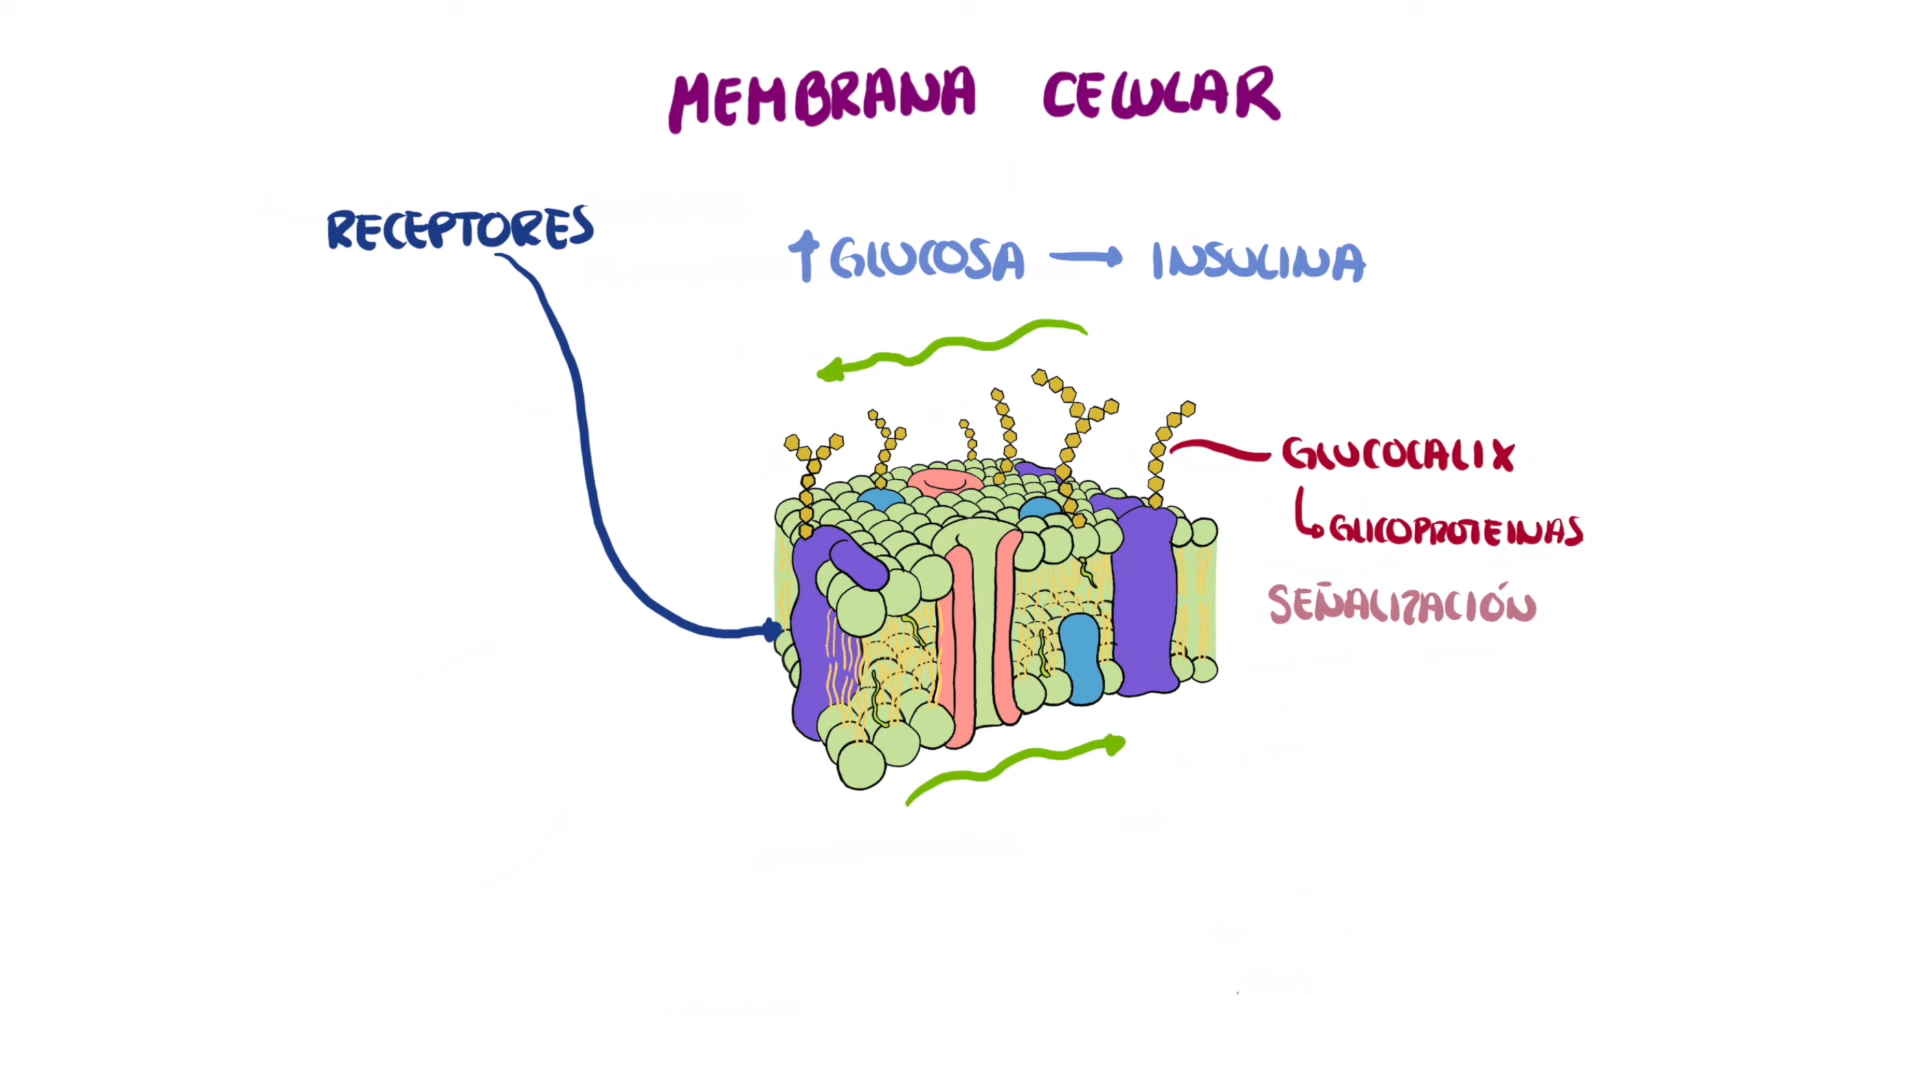 MEMBRANA CELULAR
RECEPTORES
↑ GLUCOSA → INSULINA
GLUCOCALIX
↳ GLICOPROTEINAS
SEÑALIZACIÓN